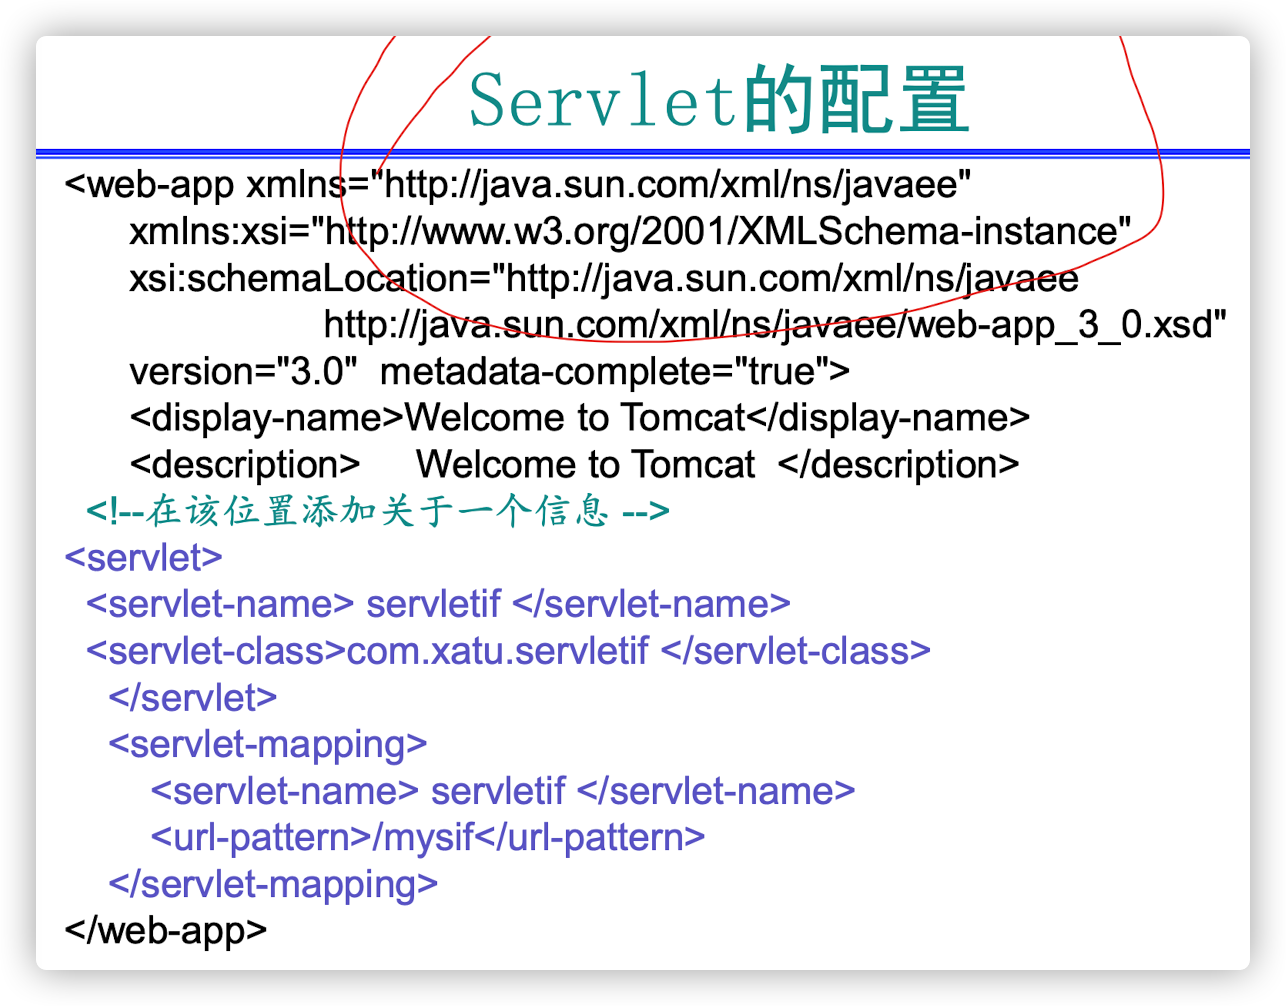 Servlet的配置
<web-app xmlns="http://java.sun.com/xml/ns/javaee"
xmlns:xsi="http://www.w3.org/2001/XMLSchema-instance"
xsi:schemaLocation="http://java.sun.com/xml/ns/javaee
http://java.sun.com/xml/ns/javaee/web-app_3_0.xsd"
version="3.0" metadata-complete="true">
<display-name>Welcome to Tomcat</display-name>
<description> Welcome to Tomcat </description>
<!--在该位置添加关于一个信息 -->
<servlet>
<servlet-name> servletif </servlet-name>
<servlet-class>com.xatu.servletif </servlet-class>
</servlet>
<servlet-mapping>
<servlet-name> servletif </servlet-name>
<url-pattern>/mysif</url-pattern>
</servlet-mapping>
</web-app>